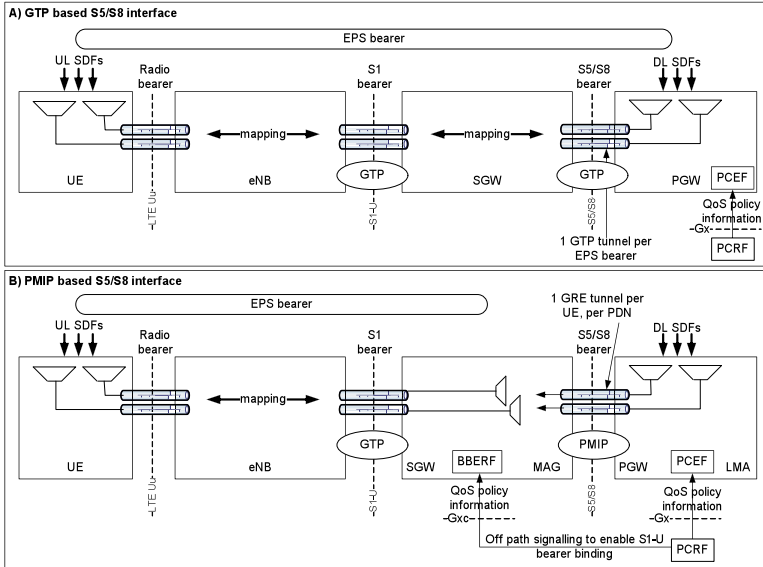 A) GTP based S5/S8 interface
EPS bearer
UL SDFs
Radio
bearer
S1
bearer
S5/S8
bearer
DL SDFs
mapping
mapping
GTP
GTP
UE
eNB
SGW
PGW
PCEF
LTE Uu
S1-U
S5/S8
QoS policy
information
Gx
PCRF
1 GTP tunnel per
EPS bearer
B) PMIP based S5/S8 interface
EPS bearer
1 GRE tunnel per
UE, per PDN
UL SDFs
Radio
bearer
S1
bearer
S5/S8
bearer
DL SDFs
mapping
GTP
PMIP
UE
eNB
SGW
BBERF
MAG
PGW
PCEF
LMA
LTE Uu
S1-U
S5/S8
QoS policy
information
Gxc
QoS policy
information
Gx
Off path signalling to enable S1-U
bearer binding
PCRF